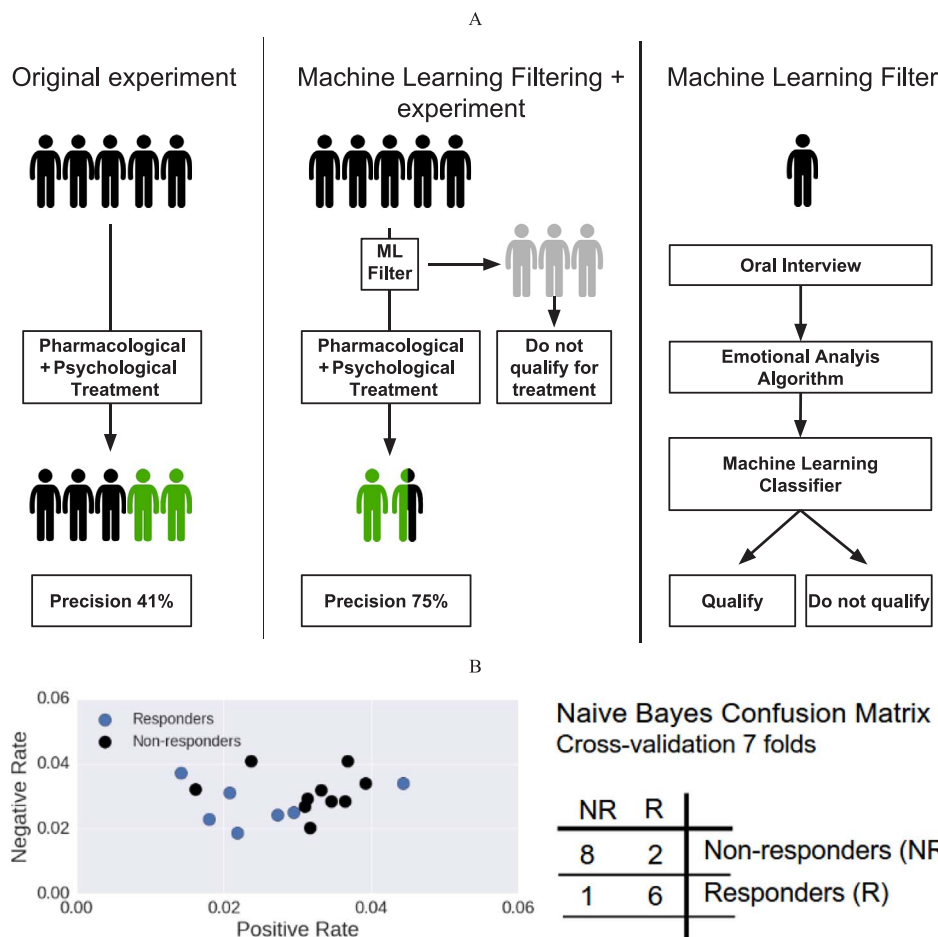 A
Original experiment
Machine Learning Filtering +
experiment
Machine Learning Filter
ML
Filter
Oral Interview
Pharmacological
+Psychological
Treatment
Pharmacological
+Psychological
Treatment
Do not
qualify for
treatment
Emotional Analyis
Algorithm
Machine Learning
Classifier
Precision 41%
Precision 75%
Qualify
Do not qualify
B
0.06
0.04
0.02
0.00
Negative Rate
Responders
Non-responders
0.00
0.02
0.04
0.06
Positive Rate
Naive Bayes Confusion Matrix
Cross-validation 7 folds
NR R
8 2 Non-responders (NR
1 6 Responders (R)